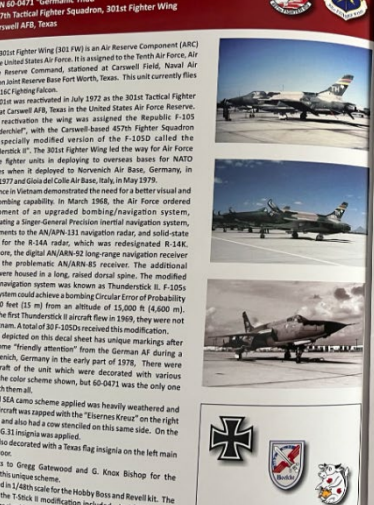 N 60-0471 "Germanic Thud"
7th Tactical Fighter Squadron, 301st Fighter Wing
rswell AFB, Texas
301st Fighter Wing (301 FW) is an Air Reserve Component (ARC)
e United States Air Force. It is assigned to the Tenth Air Force, Air
Reserve Command, stationed at Carswell Field, Naval Air
n Joint Reserve Base Fort Worth, Texas. This unit currently flies
16C Fighting Falcon.
01st was reactivated in July 1972 as the 301st Tactical Fighter
at Carswell AFB, Texas in the United States Air Force Reserve.
reactivation the wing was assigned the Republic F-105
derchief", with the Carswell-based 457th Fighter Squadron
specially modified version of the F-105D called the
derstick II". The 301st Fighter Wing led the way for Air Force
e fighter units in deploying to overseas bases for NATO
es when it deployed to Norvenich Air Base, Germany, in
1977 and Gioia del Colle Air Base, Italy, in May 1979.
nce in Vietnam demonstrated the need for a better visual and
ombing capability. In March 1968, the Air Force ordered
ment of an upgraded bombing/navigation system,
ating a Singer-General Precision inertial navigation system,
ments to the AN/APN-131 navigation radar, and solid-state
for the R-14A radar, which was redesignated R-14K.
ore, the digital AN/ARN-92 long-range navigation receiver
the problematic AN/ARN-85 receiver. The additional
were housed in a long, raised dorsal spine. The modified
navigation system was known as Thunderstick II. F-105s
ystem could achieve a bombing Circular Error of Probability
0 feet (15 m) from an altitude of 15,000 ft (4,600 m).
he first Thunderstick II aircraft flew in 1969, they were not
nam. A total of 30 F-105Ds received this modification.
depicted on this decal sheet has unique markings after
me "friendly attention" from the German AF during a
enich, Germany in the early part of 1978, There were
raft of the unit which were decorated with various
he color scheme shown, but 60-0471 was the only one
h them all.
SEA camo scheme applied was heavily weathered and
ircraft was zapped with the "Eisernes Kreuz" on the right
and also had a cow stenciled on this same side. On the
G.31 insignia was applied.
lso decorated with a Texas flag insignia on the left main
oor.
s to Gregg Gatewood and G. Knox Bishop for the
this unique scheme.
d in 1/48th scale for the Hobby Boss and Revell kit. The
the T-Stick II modification